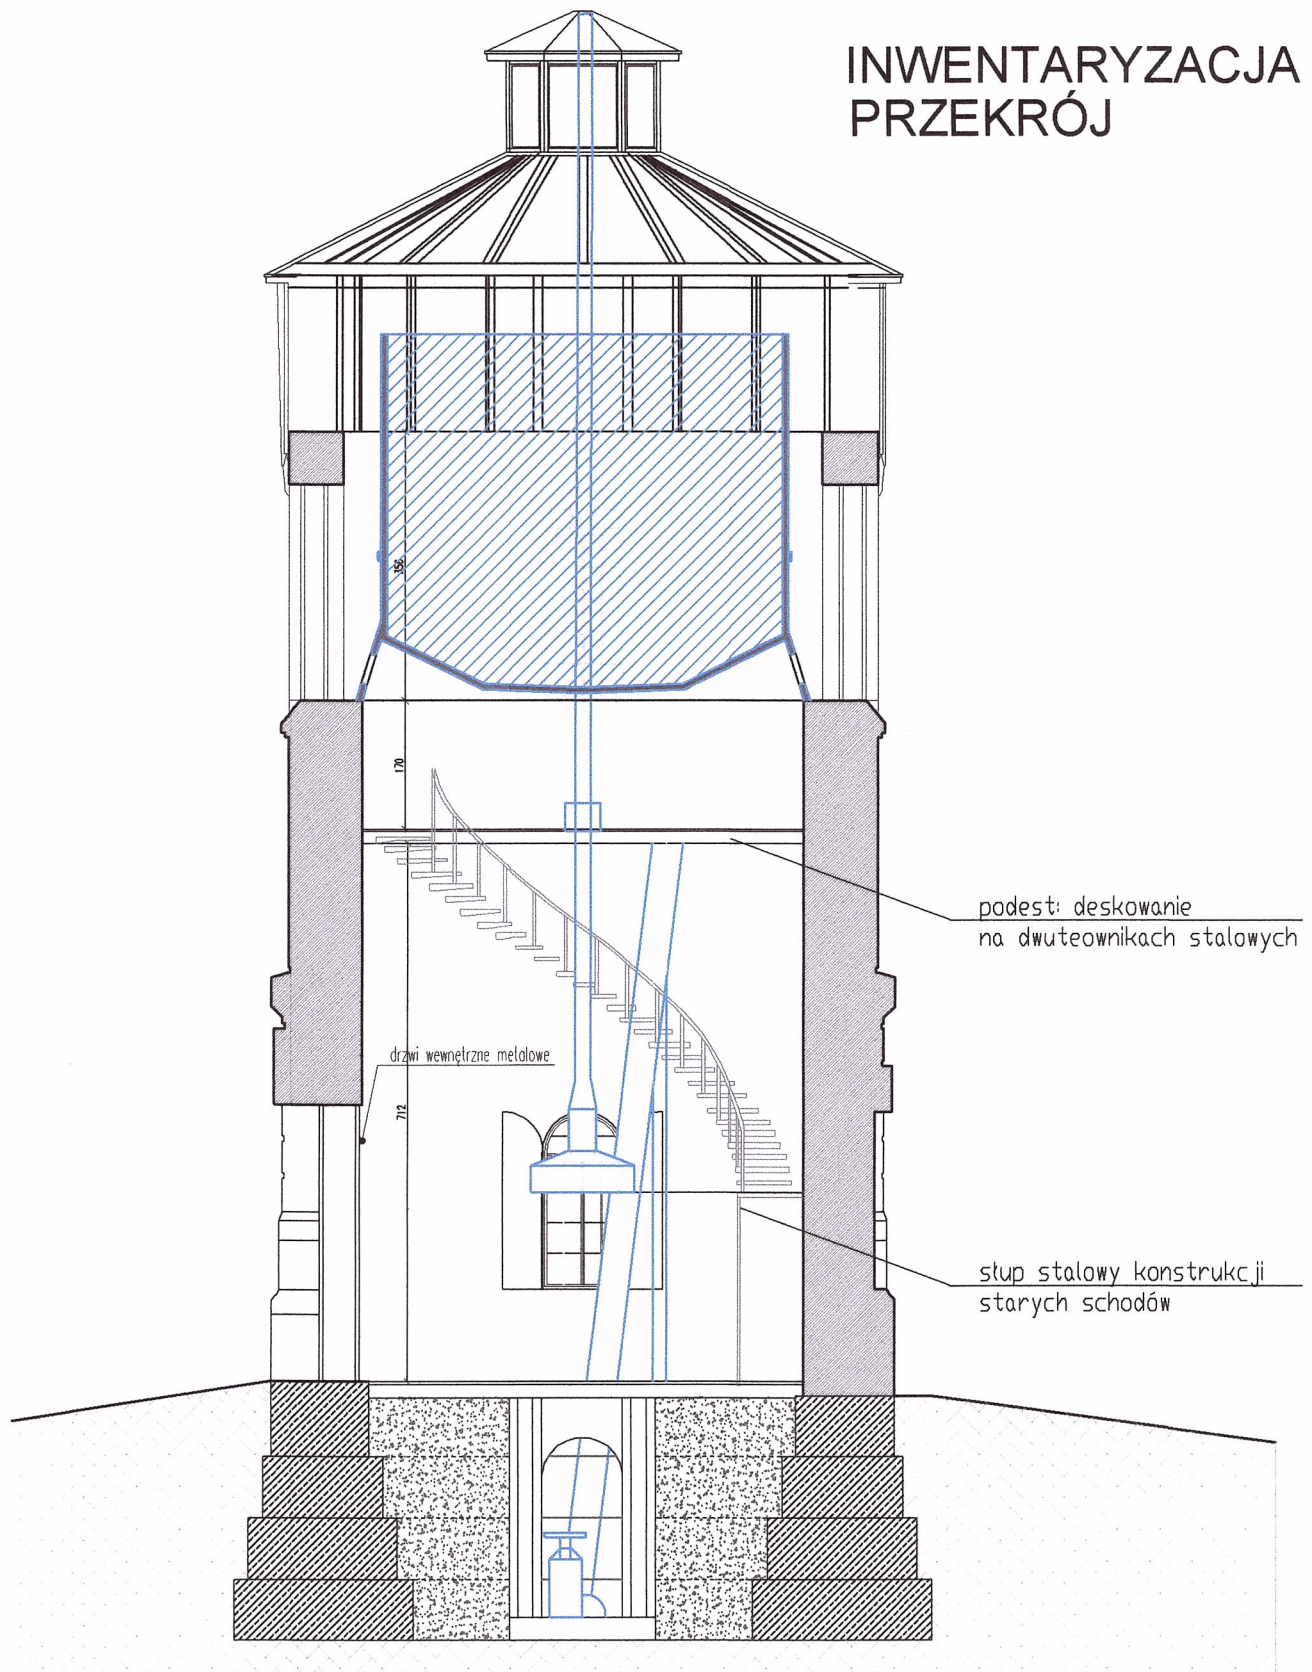 INWENTARYZACJA
PRZEKRÓJ
356
170
podest: deskowanie
na dwuteownikach stalowych
drzwi wewnętrzne metalowe
712
słup stalowy konstrukcji
starych schodów